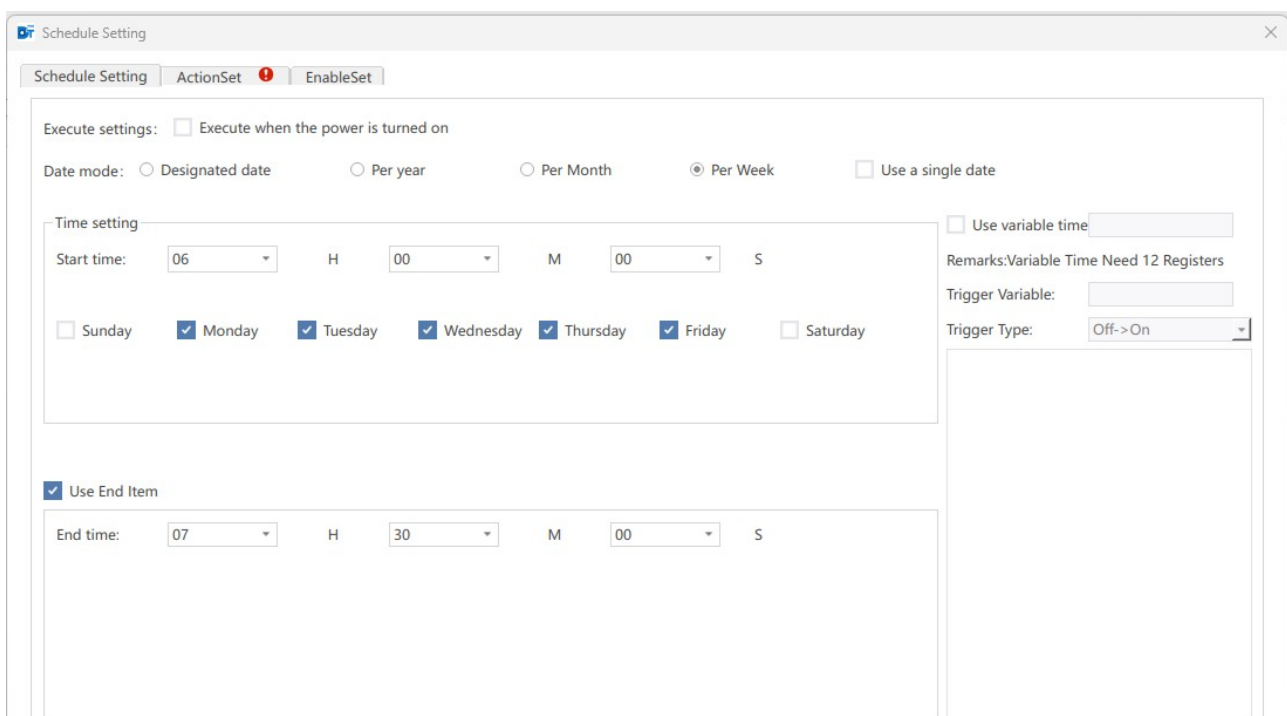 DT Schedule Setting
Schedule Setting ActionSet EnableSet
Execute settings: Execute when the power is turned on
Date mode: Designated date Per year Per Month Per Week Use a single date
Time setting
Start time: 06 H 00 M 00 S
Sunday Monday Tuesday Wednesday Thursday Friday Saturday
Use variable time
Remarks:Variable Time Need 12 Registers
Trigger Variable:
Trigger Type: Off->On
Use End Item
End time: 07 H 30 M 00 S